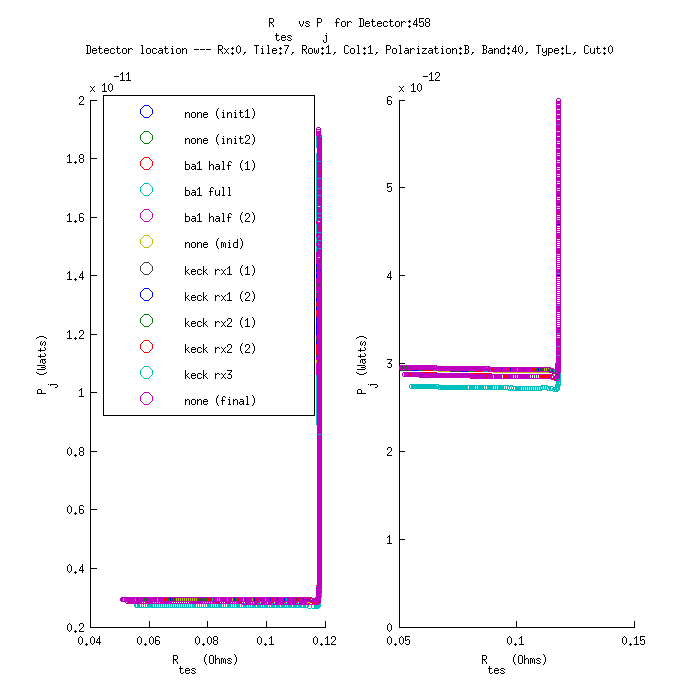 R    vs P  for Detector:458
tes    j
Detector location --- Rx:0, Tile:7, Row:1, Col:1, Polarization:B, Band:40, Type:L, Cut:0
x 10^-11
2
1.8
1.6
1.4
1.2
1
0.8
0.6
0.4
0.2
0.04
0.06
0.08
0.1
0.12
P_j (Watts)
R_tes (Ohms)
none (init1)
none (init2)
ba1 half (1)
ba1 full
ba1 half (2)
none (mid)
keck rx1 (1)
keck rx1 (2)
keck rx2 (1)
keck rx2 (2)
keck rx3
none (final)
x 10^-12
6
5
4
3
2
1
0
0.05
0.1
0.15
P_j (Watts)
R_tes (Ohms)